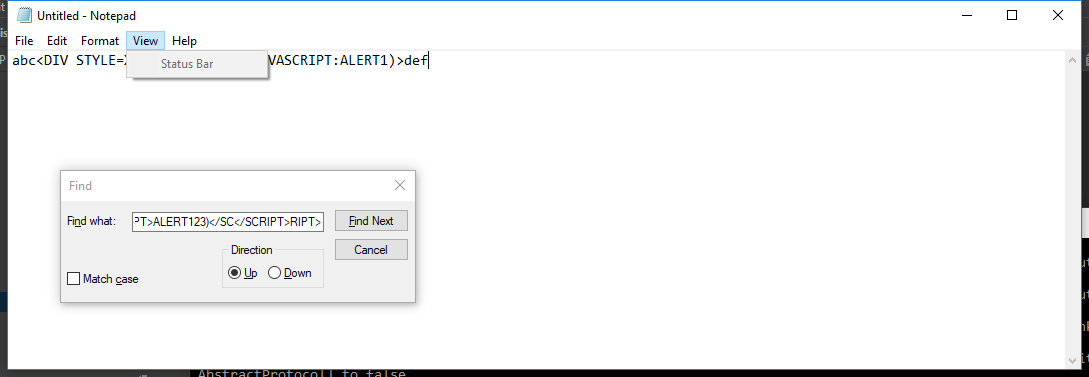 Untitled - Notepad
File Edit Format View Help
abc<DIV STYLE= VASCRIPT:ALERT1)>def
Status Bar
Find
Find what: PT>ALERT123)</SC</SCRIPT>RIPT> Find Next
Direction Cancel
Match case Up Down
AbstractProtocol] to false